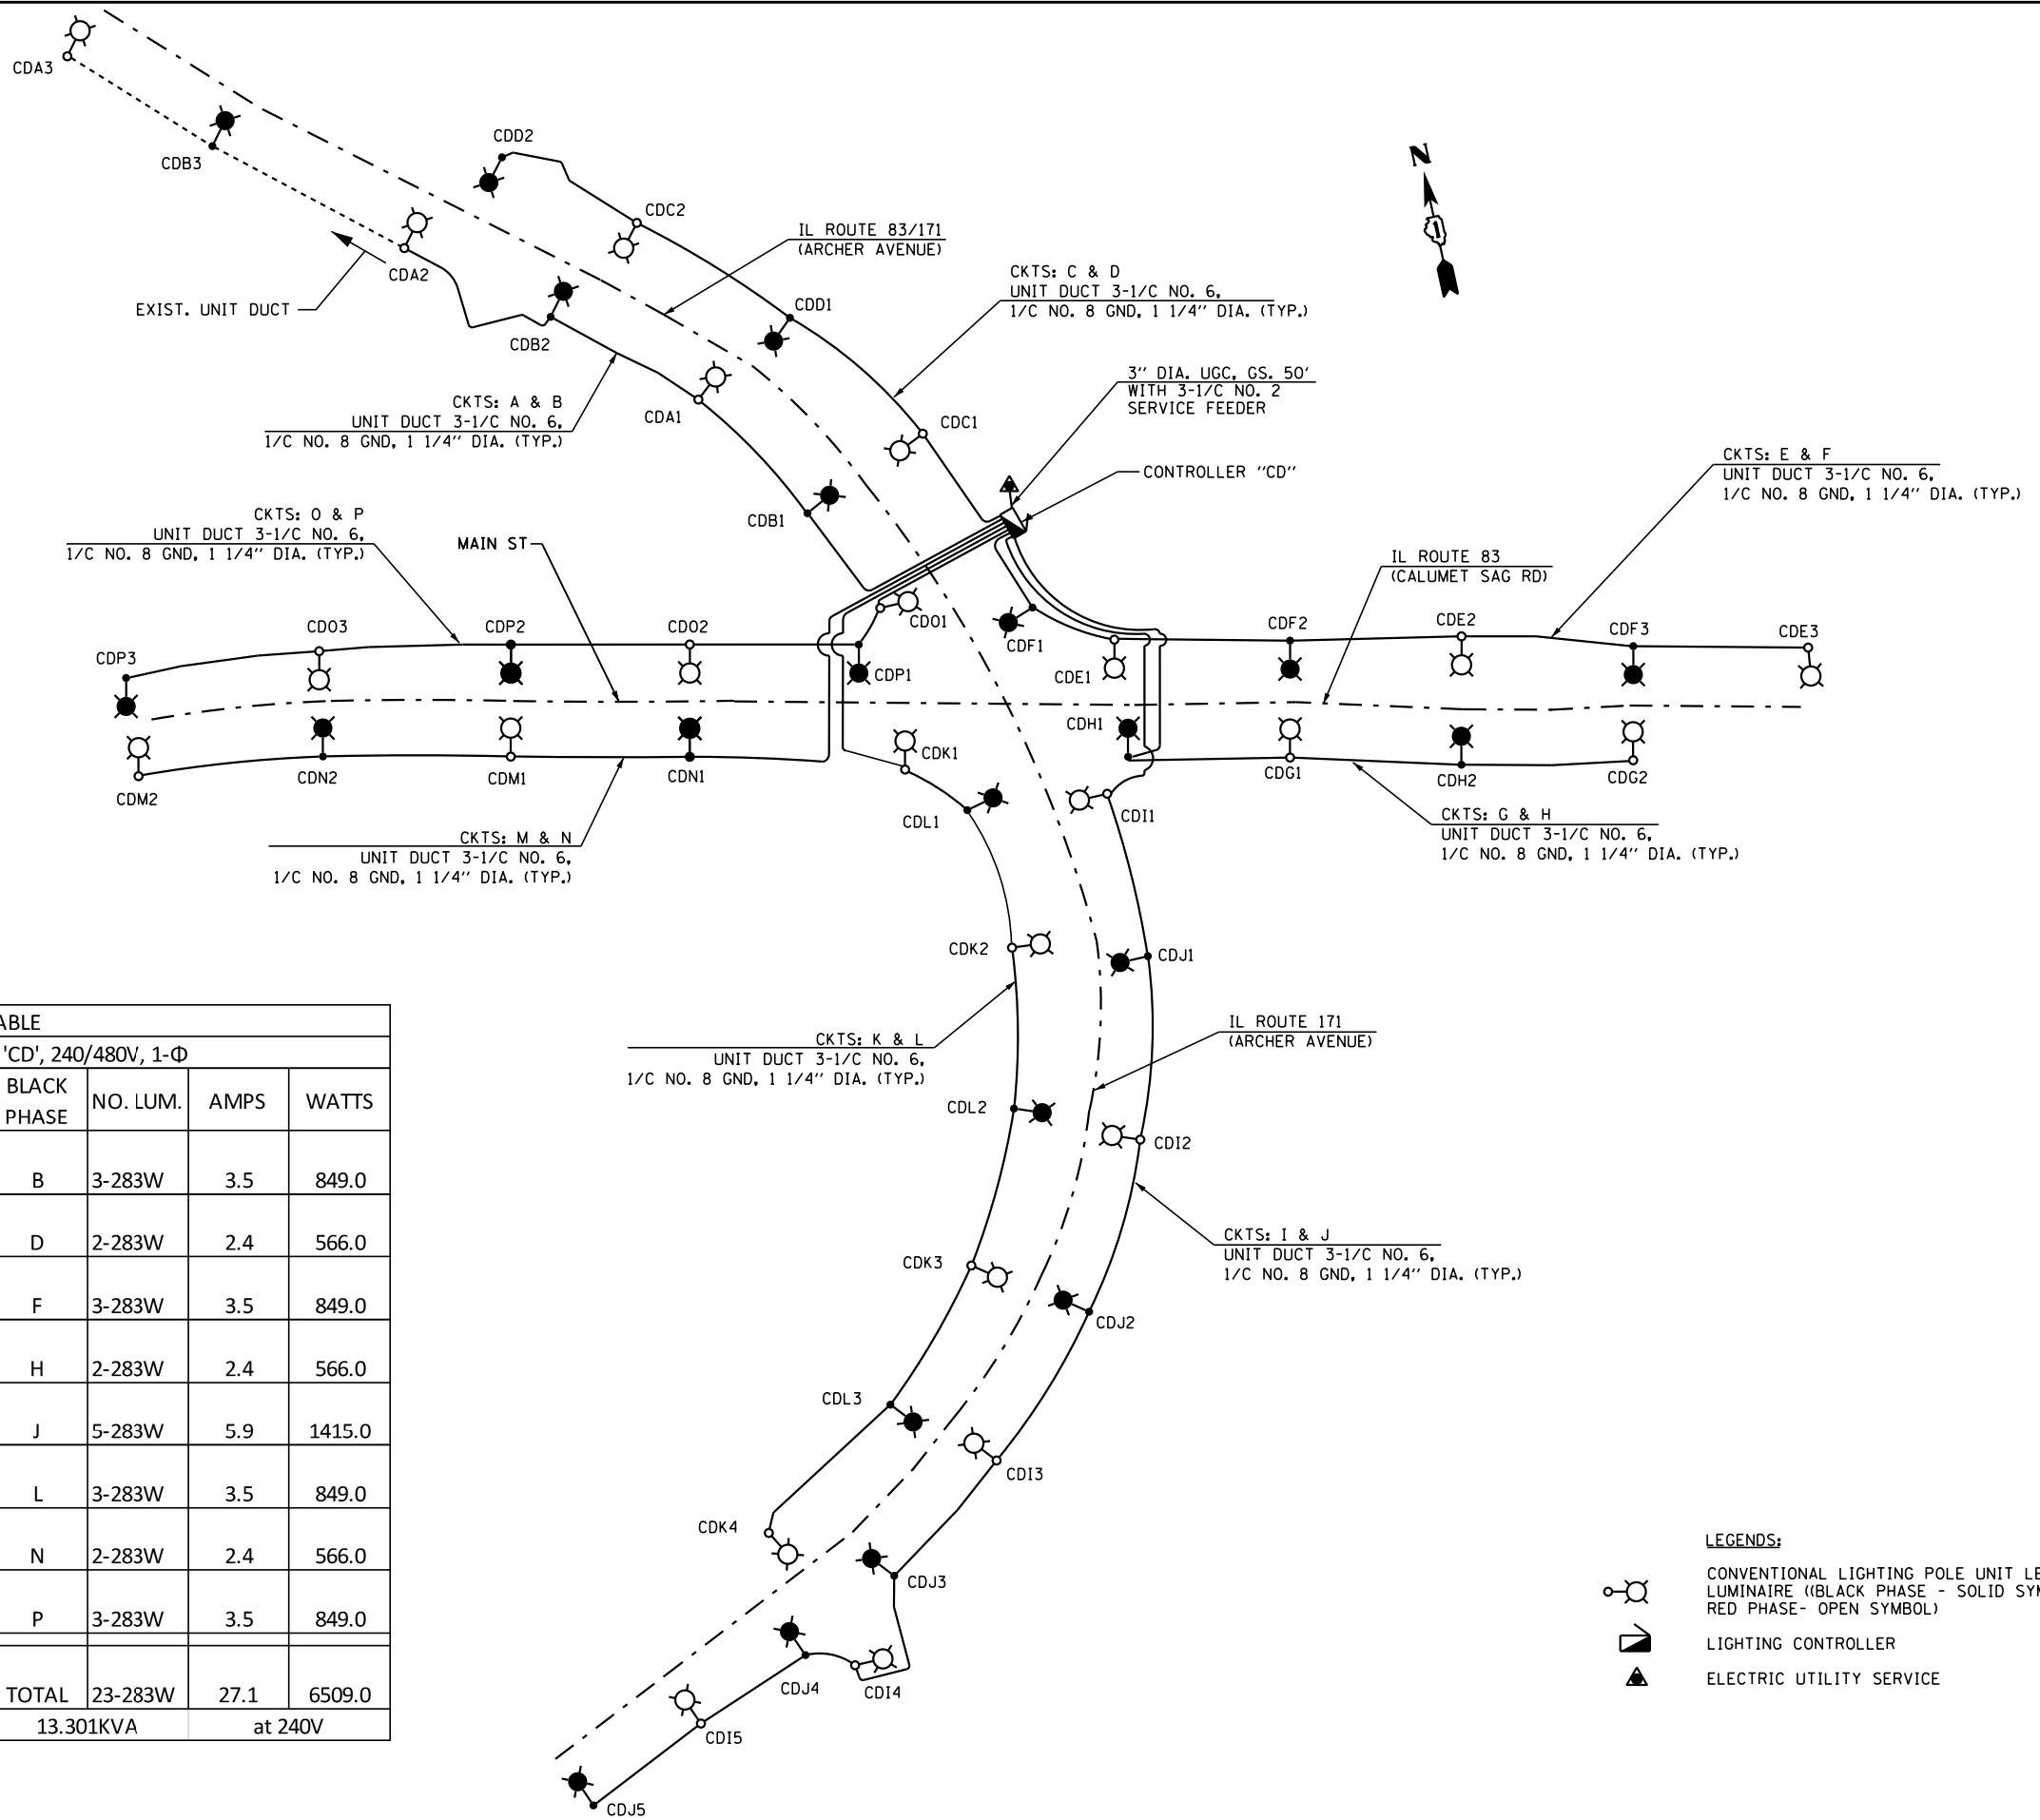 CDA3
CDB3
CDD2
CDC2
CDA2
IL ROUTE 83/171
(ARCHER AVENUE)
N
1
EXIST. UNIT DUCT
CDB2
CDD1
CKTS: C & D
UNIT DUCT 3-1/C NO. 6,
1/C NO. 8 GND, 1 1/4" DIA. (TYP.)
CKTS: A & B
UNIT DUCT 3-1/C NO. 6,
1/C NO. 8 GND, 1 1/4" DIA. (TYP.)
CDA1
3" DIA. UGC, GS. 50'
WITH 3-1/C NO. 2
SERVICE FEEDER
CDC1
CONTROLLER "CD"
CKTS: E & F
UNIT DUCT 3-1/C NO. 6,
1/C NO. 8 GND, 1 1/4" DIA. (TYP.)
CKTS: O & P
UNIT DUCT 3-1/C NO. 6,
1/C NO. 8 GND, 1 1/4" DIA. (TYP.)
CDB1
MAIN ST
IL ROUTE 83
(CALUMET SAG RD)
CDP3
CDO3
CDP2
CDO2
CDO1
CDP1
CDF1
CDE1
CDF2
CDE2
CDF3
CDE3
CDM2
CDN2
CDM1
CDN1
CDK1
CDH1
CDG1
CDH2
CDG2
CDL1
CDI1
CKTS: M & N
UNIT DUCT 3-1/C NO. 6,
1/C NO. 8 GND, 1 1/4" DIA. (TYP.)
CKTS: G & H
UNIT DUCT 3-1/C NO. 6,
1/C NO. 8 GND, 1 1/4" DIA. (TYP.)
CDK2
CDJ1
CKTS: K & L
UNIT DUCT 3-1/C NO. 6,
1/C NO. 8 GND, 1 1/4" DIA. (TYP.)
IL ROUTE 171
(ARCHER AVENUE)
CDL2
CDI2
CKTS: I & J
UNIT DUCT 3-1/C NO. 6,
1/C NO. 8 GND, 1 1/4" DIA. (TYP.)
CDK3
CDJ2
CDL3
CDI3
CDK4
CDJ3
CDJ4
CDI4
CDI5
CDJ5
ABLE
'CD', 240/480V, 1-Φ
BLACK PHASE NO. LUM. AMPS WATTS
B 3-283W 3.5 849.0
D 2-283W 2.4 566.0
F 3-283W 3.5 849.0
H 2-283W 2.4 566.0
J 5-283W 5.9 1415.0
L 3-283W 3.5 849.0
N 2-283W 2.4 566.0
P 3-283W 3.5 849.0
TOTAL 23-283W 27.1 6509.0
13.301KVA at 240V
LEGENDS:
CONVENTIONAL LIGHTING POLE UNIT LE
LUMINAIRE ((BLACK PHASE - SOLID SYM
RED PHASE- OPEN SYMBOL)
LIGHTING CONTROLLER
ELECTRIC UTILITY SERVICE